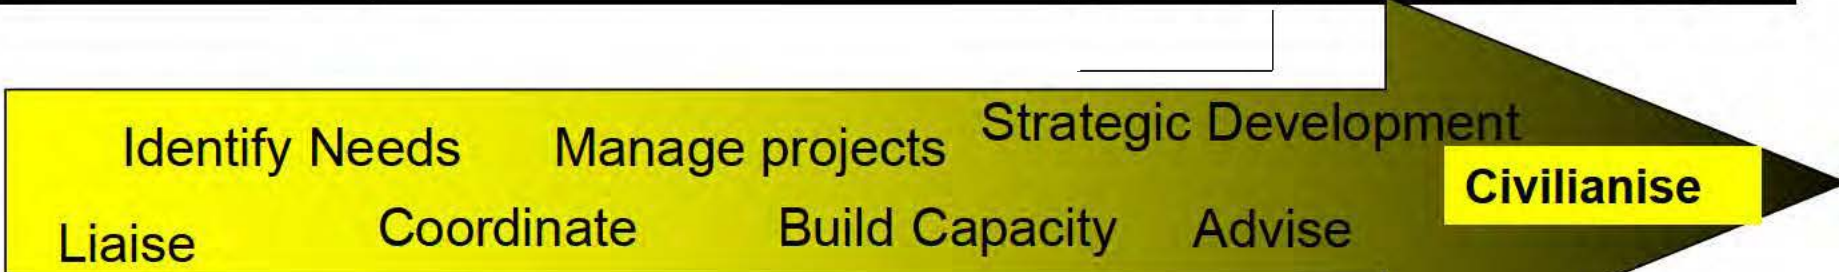 Identify Needs Manage projects Strategic Development
Civilianise
Liaise Coordinate Build Capacity Advise